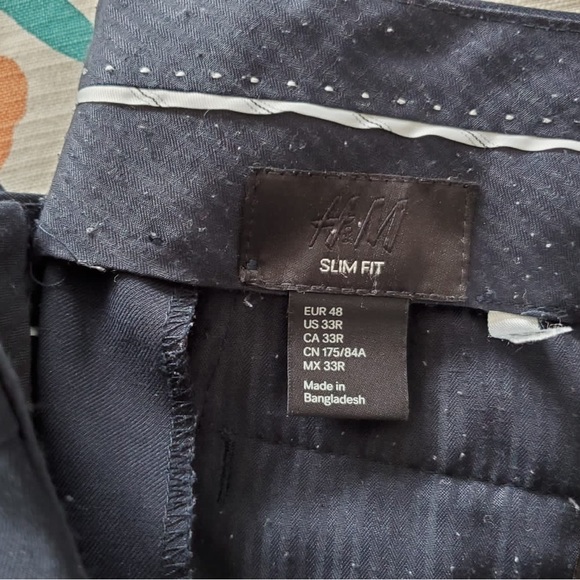 H&M
SLIM FIT
EUR 48
US 33R
CA 33R
CN 175/84A
MX 33R
Made in
Bangladesh